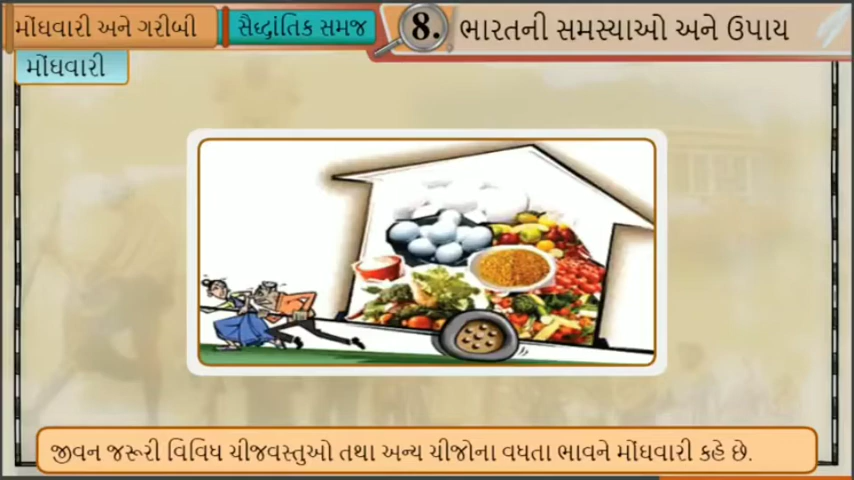 મોંઘવારી અને ગરીબી
સૈદ્ધાંતિક સમજ
8. ભારતની સમસ્યાઓ અને ઉપાય
મોંઘવારી
જીવન જરૂરી વિવિધ ચીજવસ્તુઓ તથા અન્ય ચીજોના વધતા ભાવને મોંઘવારી કહે છે.